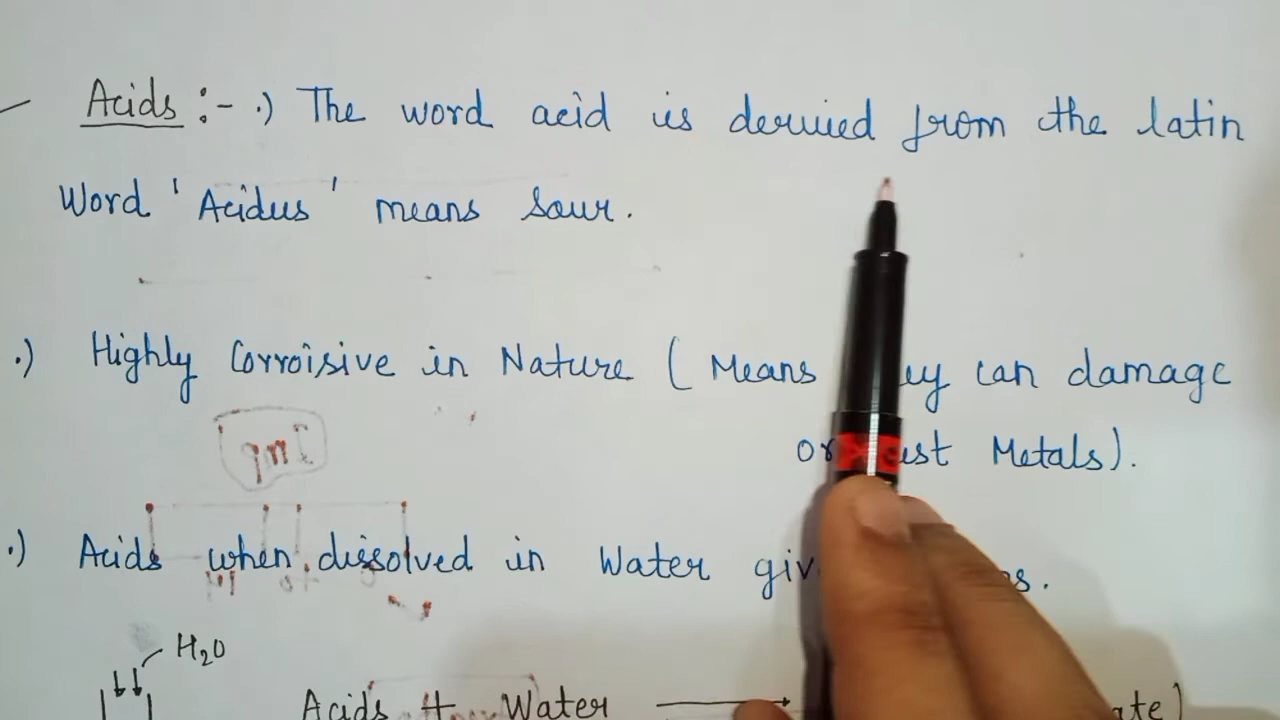 Acids :- .) The word acid is derived from the latin
Word 'Acidus' means Sour.
.) Highly Corroisive in Nature ( Means can damage
or Metals).
.) Acids when dissolved in Water
H₂O
Acids + Water →